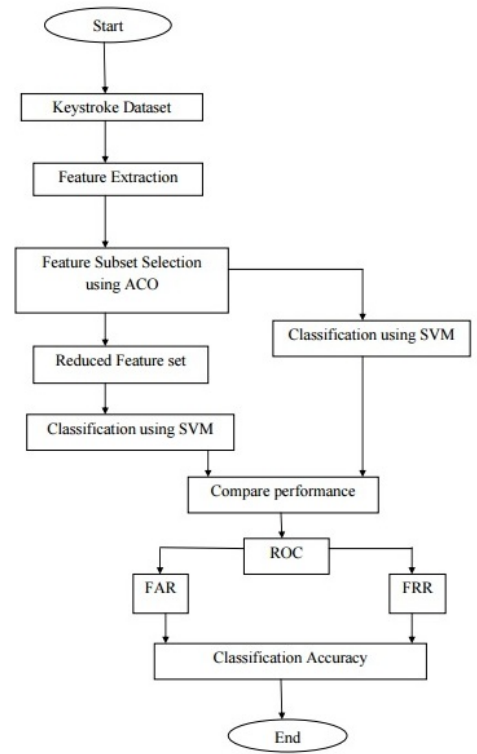 Start
Keystroke Dataset
Feature Extraction
Feature Subset Selection
using ACO
Classification using SVM
Reduced Feature set
Classification using SVM
Compare performance
ROC
FAR
FRR
Classification Accuracy
End